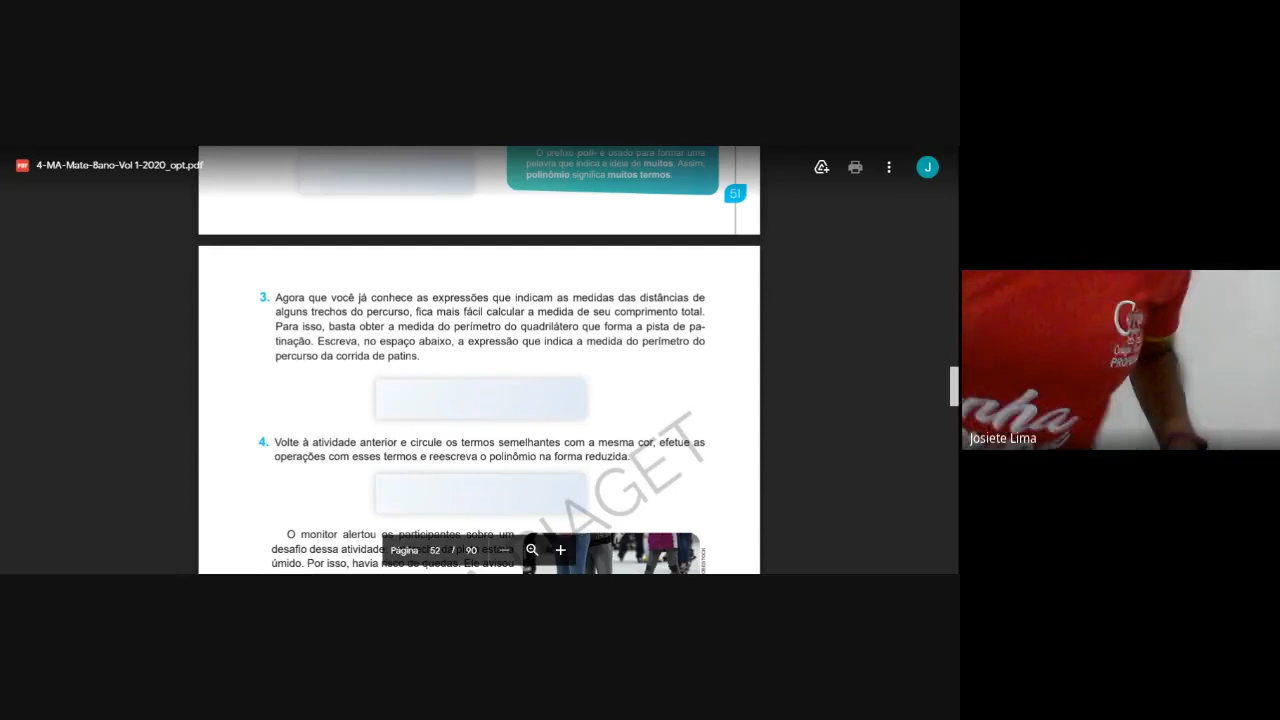 4-MA-Mate-8ano-Vol 1-2020_opt.pdf
J
O prefixo poli- é usado para formar uma
palavra que indica a ideia de muitos. Assim,
polinômio significa muitos termos.
51
3. Agora que você já conhece as expressões que indicam as medidas das distâncias de
alguns trechos do percurso, fica mais fácil calcular a medida de seu comprimento total.
Para isso, basta obter a medida do perímetro do quadrilátero que forma a pista de pa-
tinação. Escreva, no espaço abaixo, a expressão que indica a medida do perímetro do
percurso da corrida de patins.
4. Volte à atividade anterior e circule os termos semelhantes com a mesma cor, efetue as
operações com esses termos e reescreva o polinômio na forma reduzida.
PIAGET
O monitor alertou os participantes sobre um
desafio dessa atividade:
úmido. Por isso, havia risco de quedas. Ele avisou
Página 52 / 90
Josiete Lima